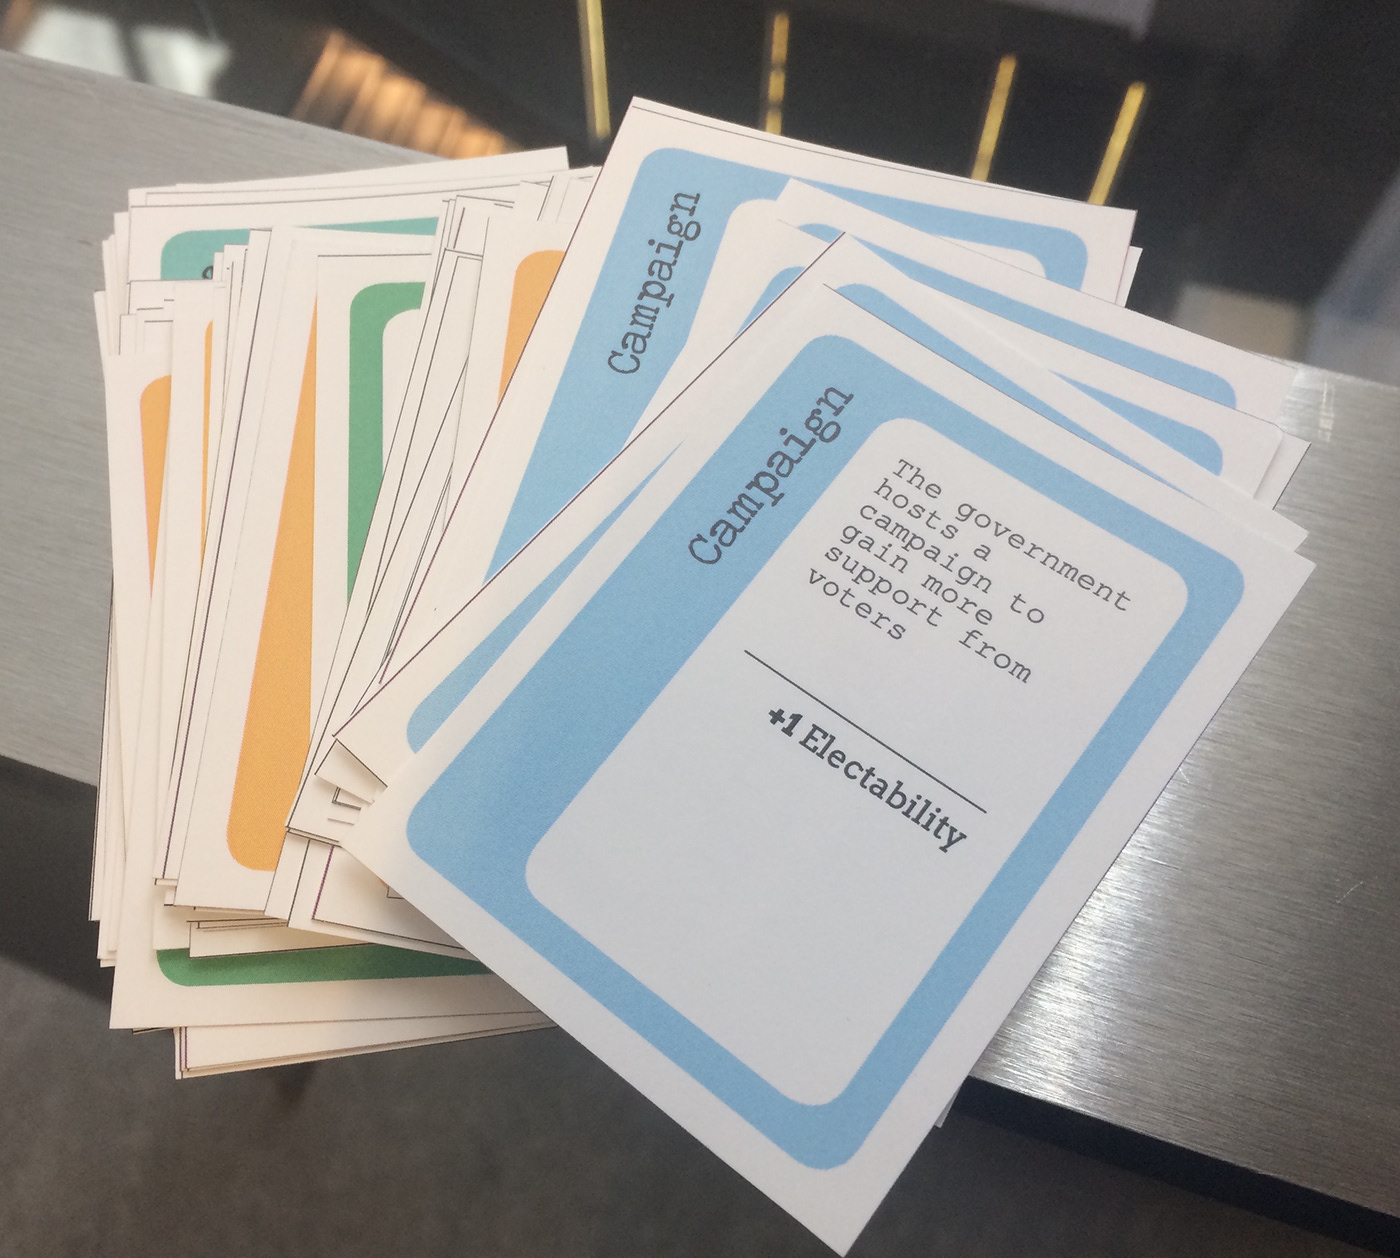 Campaign
Campaign
The government
hosts a
campaign to
gain more
support from
voters
+1 Electability